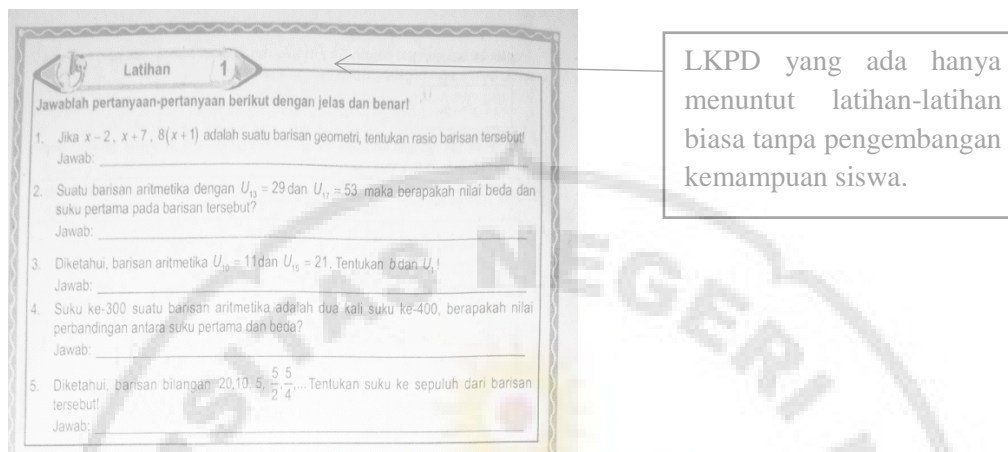 Latihan 1
Jawablah pertanyaan-pertanyaan berikut dengan jelas dan benar!
1. Jika x – 2, x + 7, 8(x + 1) adalah suatu barisan geometri, tentukan rasio barisan tersebut!
Jawab:
2. Suatu barisan aritmetika dengan U₁₃ = 29 dan U₁₇ = 53 maka berapakah nilai beda dan
suku pertama pada barisan tersebut?
Jawab:
3. Diketahui, barisan aritmetika U₁₀ = 11 dan U₁₅ = 21. Tentukan b dan U₁!
Jawab:
4. Suku ke-300 suatu barisan aritmetika adalah dua kali suku ke-400, berapakah nilai
perbandingan antara suku pertama dan beda?
Jawab:
5. Diketahui, barisan bilangan 20, 10, 5, 5/2, 5/4, ... Tentukan suku ke sepuluh dari barisan
tersebut!
Jawab:
LKPD yang ada hanya
menuntut latihan-latihan
biasa tanpa pengembangan
kemampuan siswa.
AS NEGERI